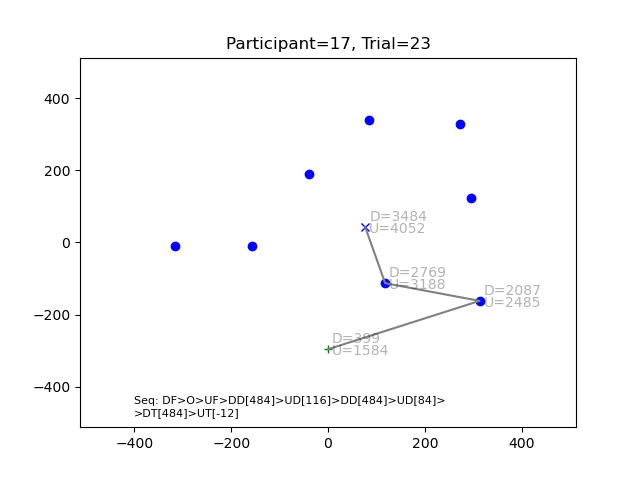 Participant=17, Trial=23
400
200
0
−200
−400
D=3484
U=4052
D=2769
U=3188
D=2087
U=2485
D=399
U=1584
Seq: DF>O>UF>DD[484]>UD[116]>DD[484]>UD[84]>
>DT[484]>UT[-12]
−400 −200 0 200 400